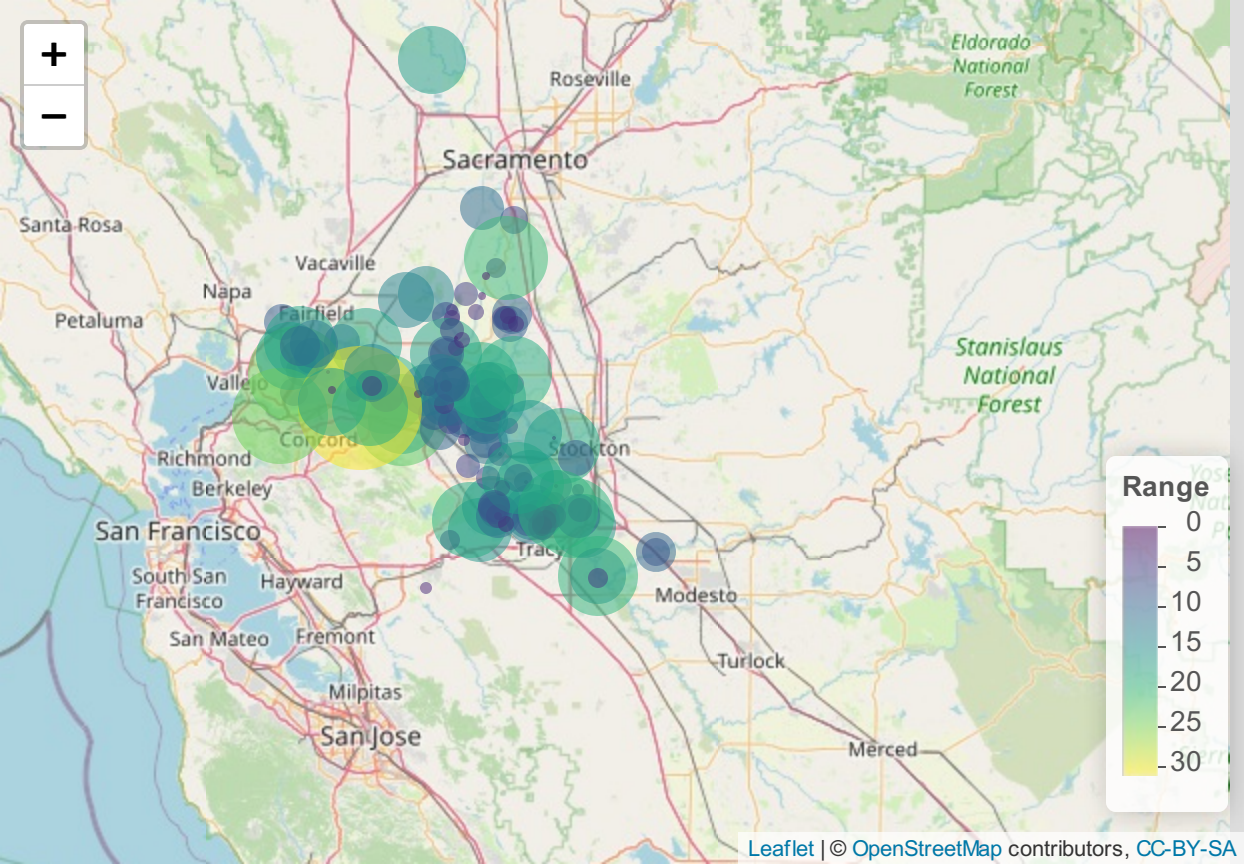 +
−
Eldorado
National
Forest
Roseville
Sacramento
Santa Rosa
Vacaville
Napa
Fairfield
Petaluma
Stanislaus
National
Forest
Vallejo
Concord
Richmond
Stockton
Berkeley
San Francisco
Tracy
South San
Francisco
Hayward
Modesto
San Mateo
Fremont
Turlock
Milpitas
San Jose
Merced
Range
0
5
10
15
20
25
30
Leaflet | © OpenStreetMap contributors, CC-BY-SA